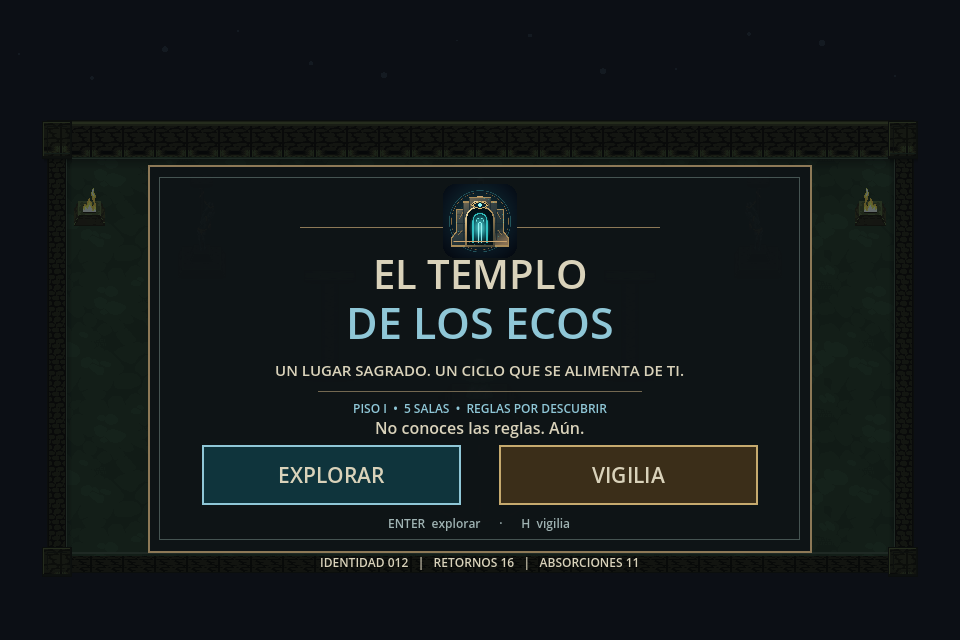 EL TEMPLO
DE LOS ECOS
UN LUGAR SAGRADO. UN CICLO QUE SE ALIMENTA DE TI.
PISO I • 5 SALAS • REGLAS POR DESCUBRIR
No conoces las reglas. Aún.
EXPLORAR VIGILIA
ENTER explorar · H vigilia
IDENTIDAD 012 | RETORNOS 16 | ABSORCIONES 11